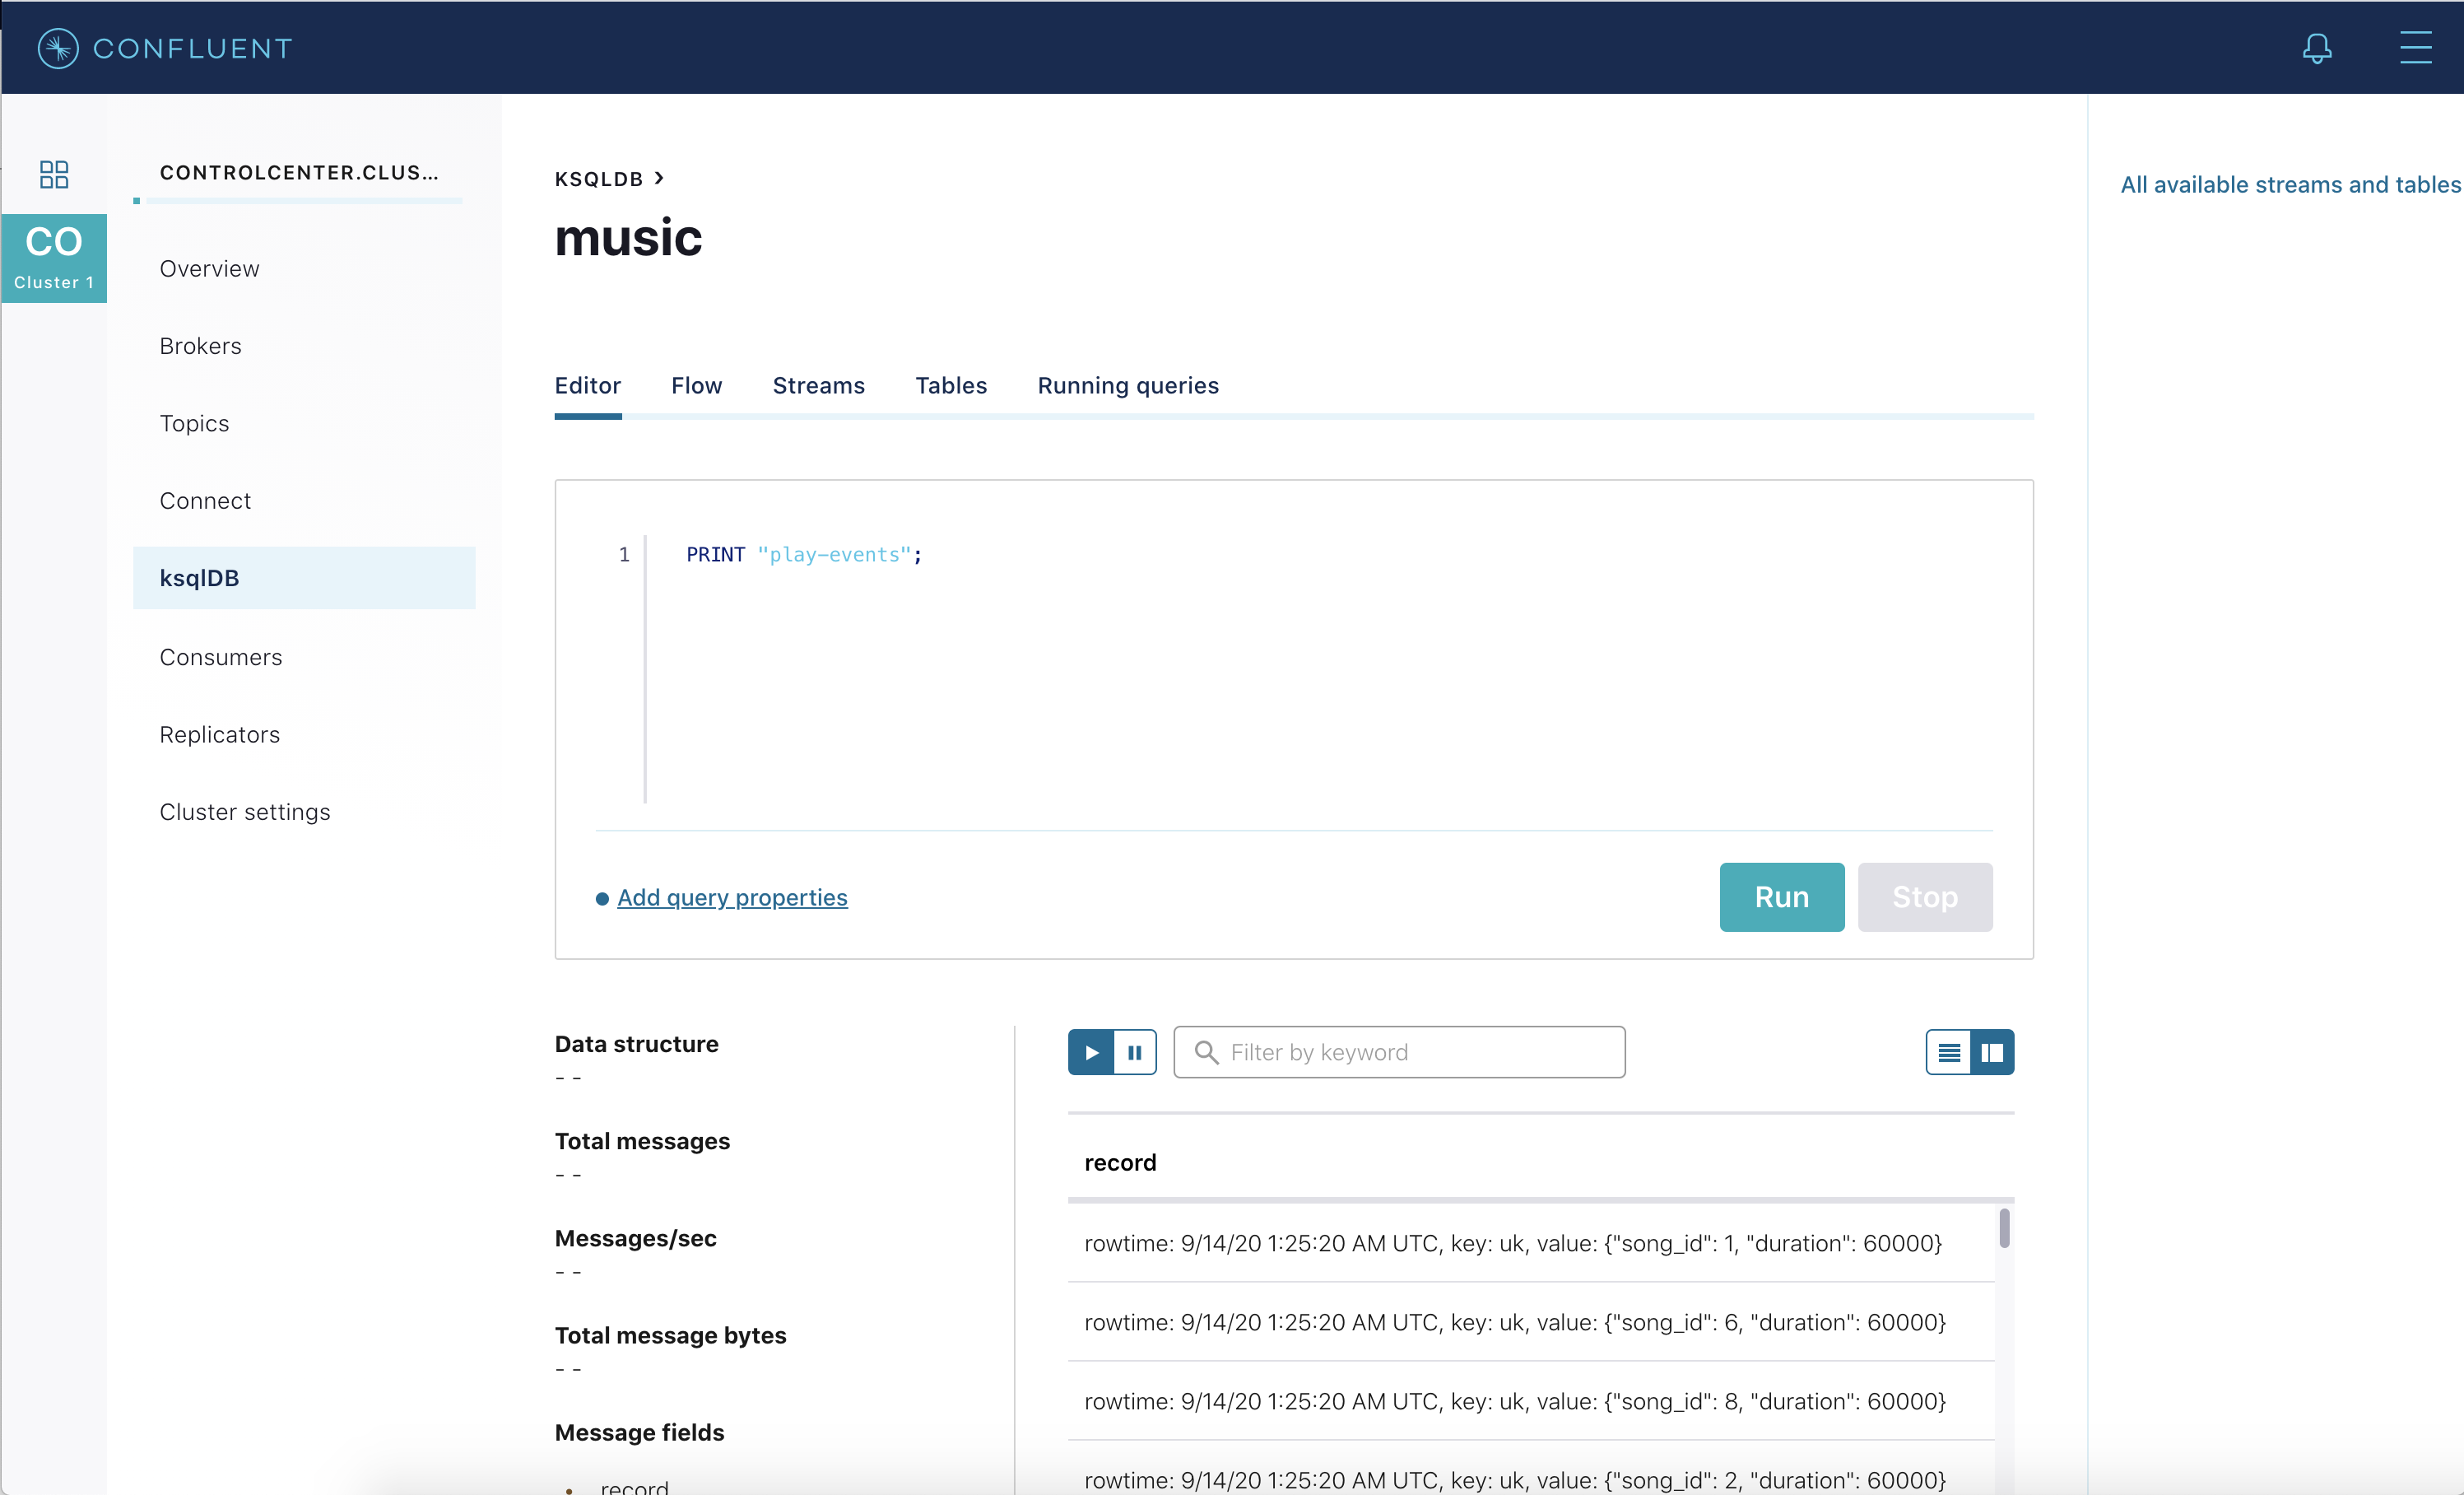 CONFLUENT
CO
Cluster 1
CONTROLCENTER.CLUS...
Overview
Brokers
Topics
Connect
ksqlDB
Consumers
Replicators
Cluster settings
KSQLDB >
music
Editor Flow Streams Tables Running queries
1 PRINT "play-events";
Add query properties
Run Stop
Data structure
- -
Total messages
- -
Messages/sec
- -
Total message bytes
- -
Message fields
• record
Filter by keyword
record
rowtime: 9/14/20 1:25:20 AM UTC, key: uk, value: {"song_id": 1, "duration": 60000}
rowtime: 9/14/20 1:25:20 AM UTC, key: uk, value: {"song_id": 6, "duration": 60000}
rowtime: 9/14/20 1:25:20 AM UTC, key: uk, value: {"song_id": 8, "duration": 60000}
rowtime: 9/14/20 1:25:20 AM UTC, key: uk, value: {"song_id": 2, "duration": 60000}
All available streams and tables